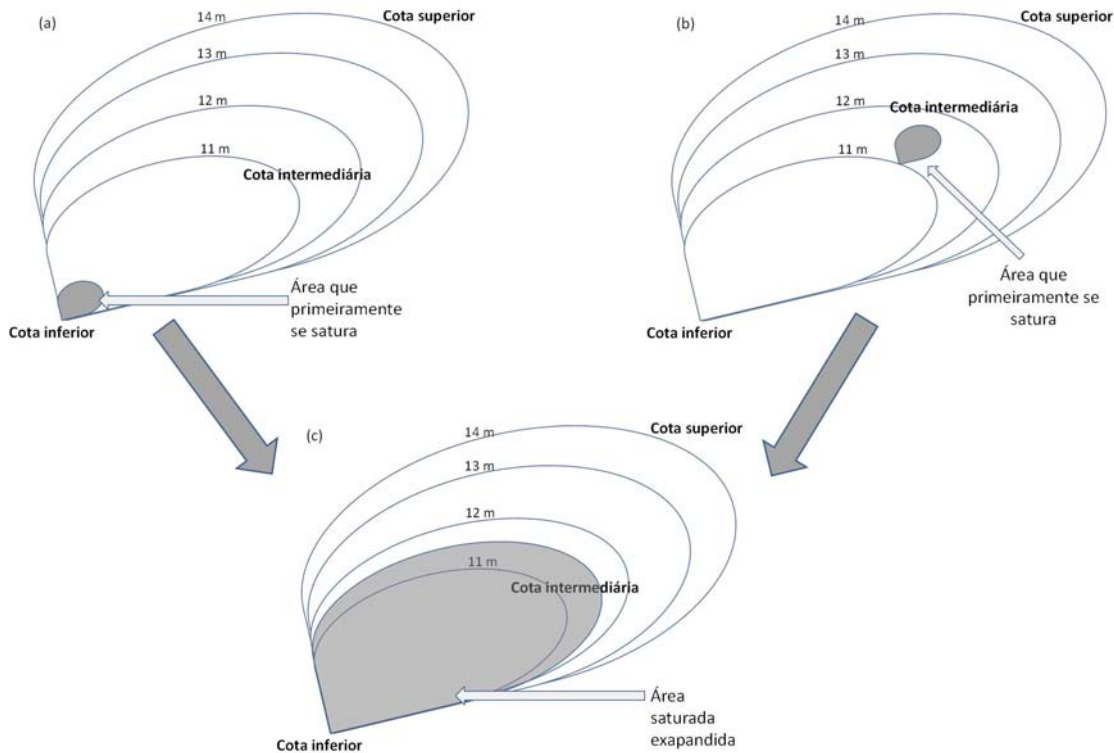 (a)
14 m
Cota superior
13 m
12 m
11 m
Cota intermediária
Área que
primeiramente
se satura
Cota inferior
(b)
14 m
Cota superior
13 m
12 m
Cota intermediária
11 m
Área que
primeiramente se
satura
Cota inferior
(c)
14 m
Cota superior
13 m
12 m
11 m
Cota intermediária
Área
saturada
exapandida
Cota inferior